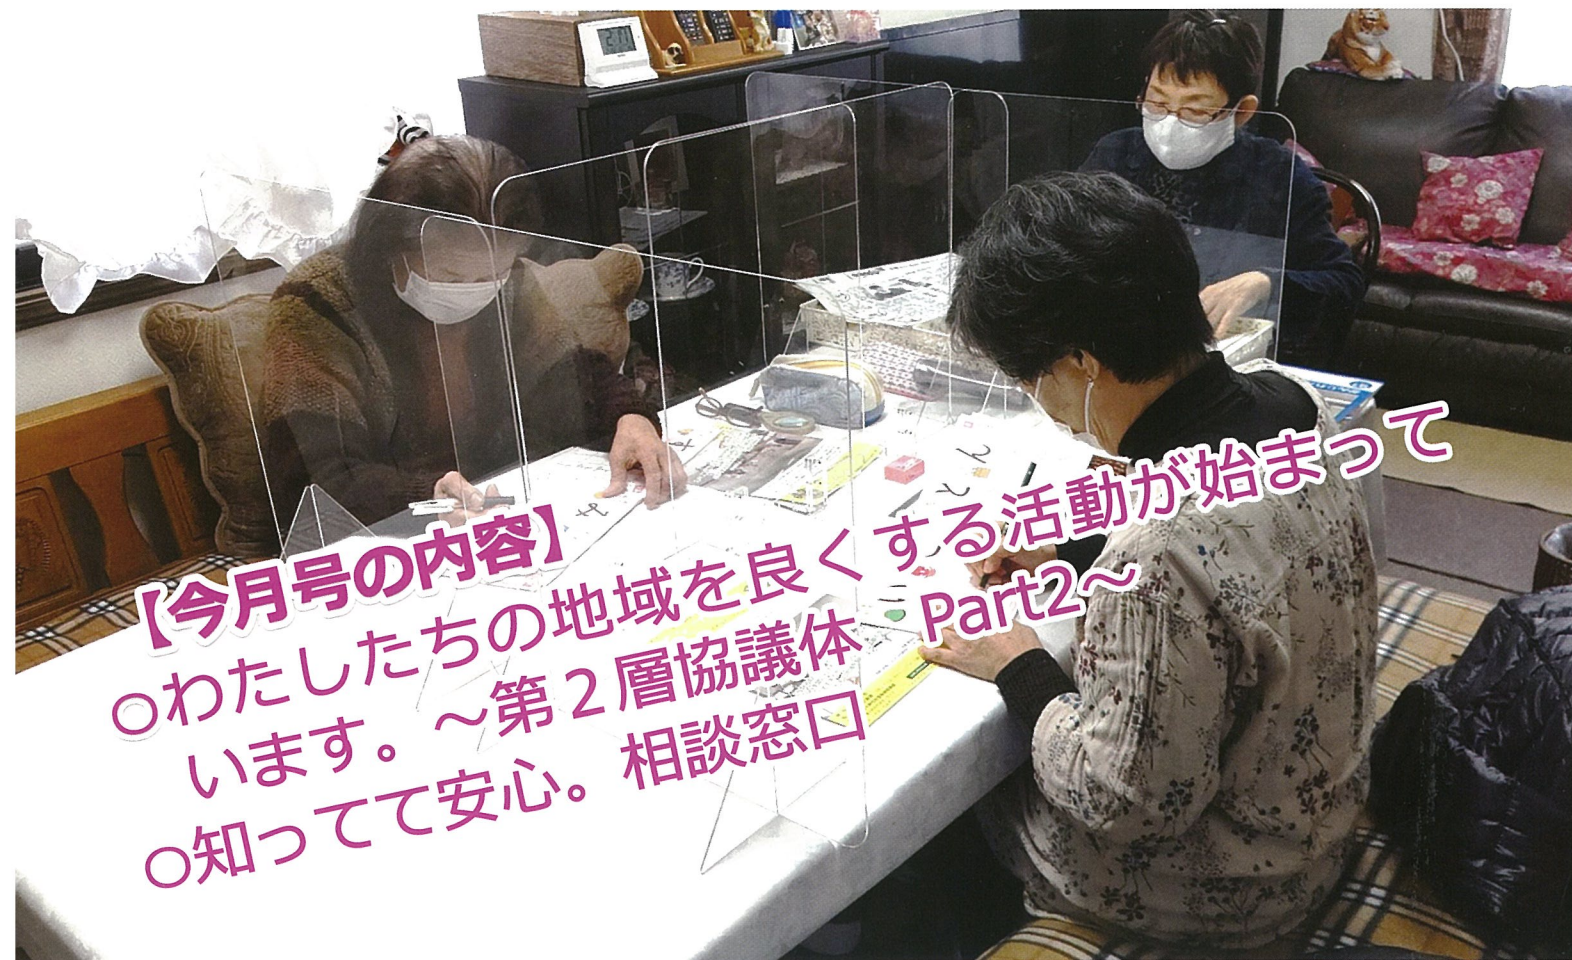 【今月号の内容】
○わたしたちの地域を良くする活動が始まって
います。～第２層協議体　Part2～
○知ってて安心。相談窓口